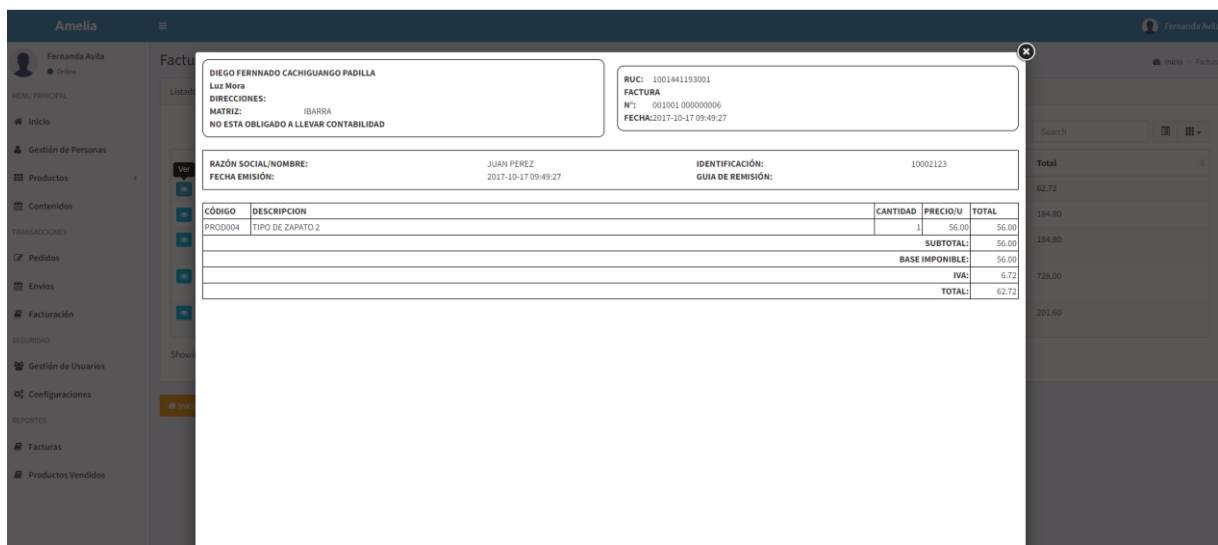 Amelia
Fernanda Avila
Fernanda Avila
Online
Inicio
MENU PRINCIPAL
Inicio
Gestión de Personas
Productos
Contenidos
TRANSACCIONES
Pedidos
Envíos
Facturación
SEGURIDAD
Gestión de Usuarios
Configuraciones
REPORTES
Facturas
Productos Vendidos
Ver
DIEGO FERNNADO CACHIGUANGO PADILLA
Luz Mora
DIRECCIONES:
MATRIZ: IBARRA
NO ESTA OBLIGADO A LLEVAR CONTABILIDAD
RUC: 1001441193001
FACTURA
N°: 001001 000000006
FECHA:2017-10-17 09:49:27
RAZÓN SOCIAL/NOMBRE: JUAN PEREZ IDENTIFICACIÓN: 10002123
FECHA EMISIÓN: 2017-10-17 09:49:27 GUIA DE REMISIÓN:
CÓDIGO DESCRIPCION CANTIDAD PRECIO/U TOTAL
PROD004 TIPO DE ZAPATO 2 1 56.00 56.00
SUBTOTAL: 56.00
BASE IMPONIBLE: 56.00
IVA: 6.72
TOTAL: 62.72
Search
Total
62.72
184.80
184.80
728.00
201.60